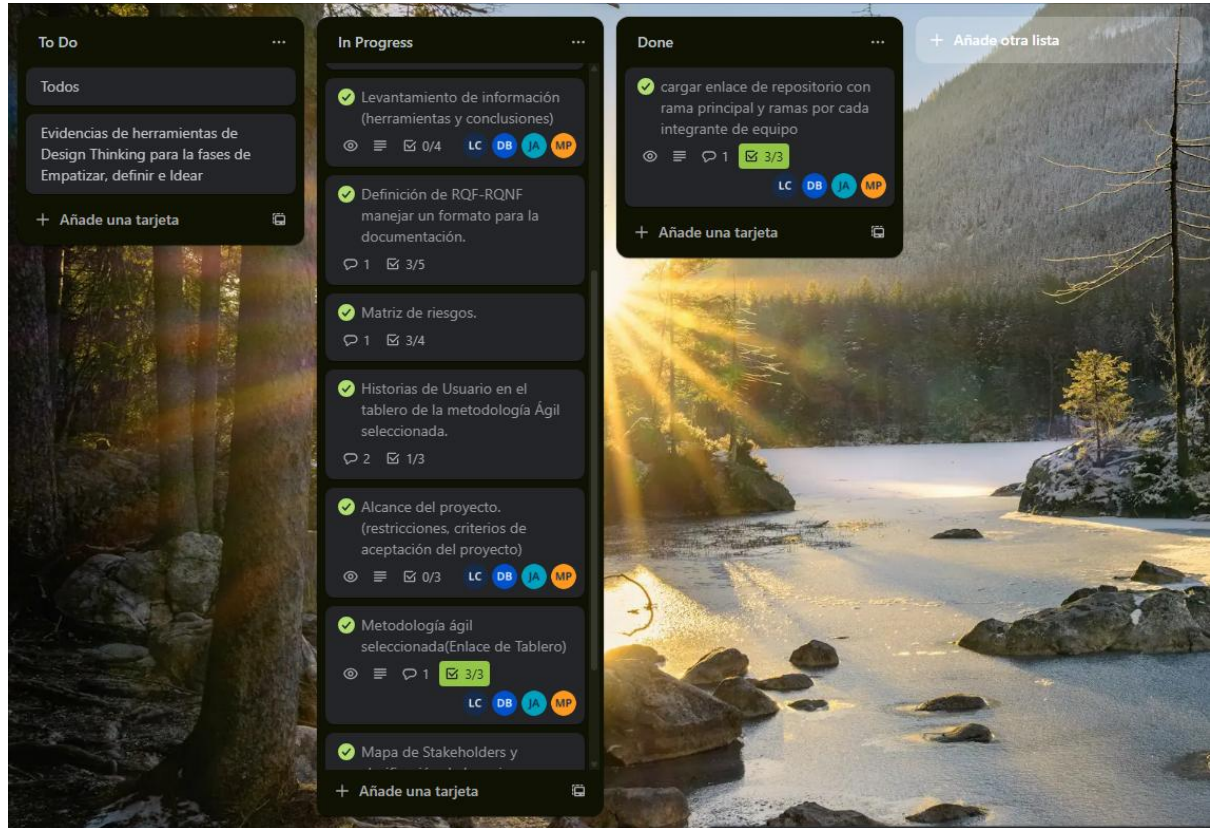 To Do
Todos
Evidencias de herramientas de
Design Thinking para la fases de
Empatizar, definir e Idear
+ Añade una tarjeta
In Progress
Levantamiento de información
(herramientas y conclusiones)
0/4 LC DB JA MP
Definición de RQF-RQNF
manejar un formato para la
documentación.
1 3/5
Matriz de riesgos.
1 3/4
Historias de Usuario en el
tablero de la metodología Ágil
seleccionada.
2 1/3
Alcance del proyecto.
(restricciones, criterios de
aceptación del proyecto)
0/3 LC DB JA MP
Metodología ágil
seleccionada(Enlace de Tablero)
1 3/3
LC DB JA MP
Mapa de Stakeholders y
+ Añade una tarjeta
Done
cargar enlace de repositorio con
rama principal y ramas por cada
integrante de equipo
1 3/3
LC DB JA MP
+ Añade una tarjeta
+ Añade otra lista